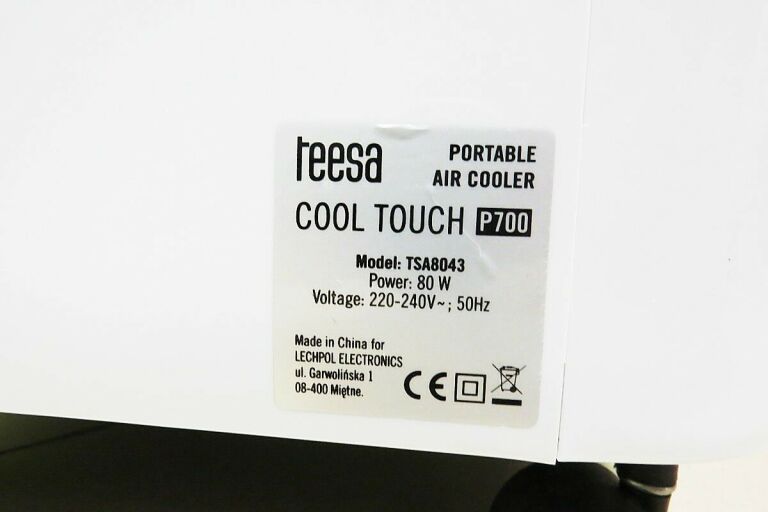 teesa
PORTABLE
AIR COOLER
COOL TOUCH P700
Model: TSA8043
Power: 80 W
Voltage: 220-240V~; 50Hz
Made in China for
LECHPOL ELECTRONICS
ul. Garwolińska 1
08-400 Miętne.
CE